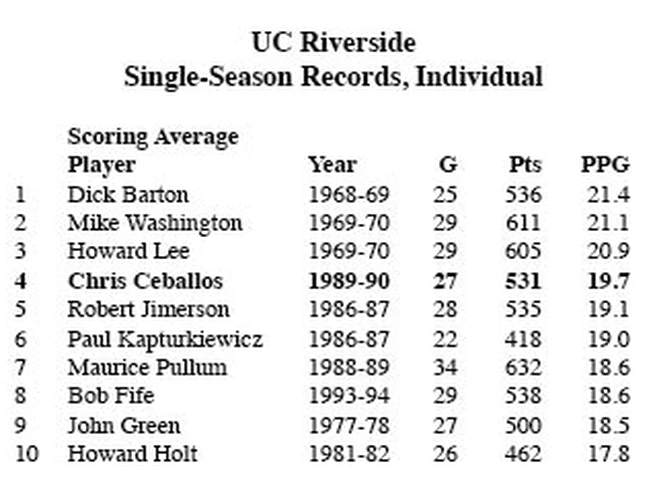 UC Riverside
Single-Season Records, Individual
Scoring Average
Player Year G Pts PPG
1 Dick Barton 1968-69 25 536 21.4
2 Mike Washington 1969-70 29 611 21.1
3 Howard Lee 1969-70 29 605 20.9
4 Chris Ceballos 1989-90 27 531 19.7
5 Robert Jimerson 1986-87 28 535 19.1
6 Paul Kapturkiewicz 1986-87 22 418 19.0
7 Maurice Pullum 1988-89 34 632 18.6
8 Bob Fife 1993-94 29 538 18.6
9 John Green 1977-78 27 500 18.5
10 Howard Holt 1981-82 26 462 17.8